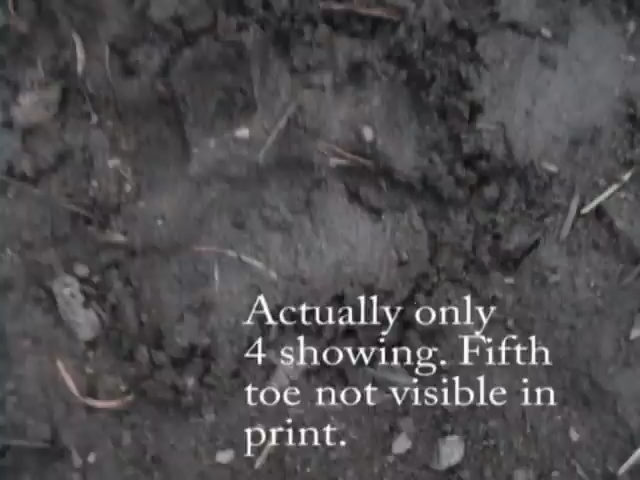 Actually only
4 showing. Fifth
toe not visible in
print.